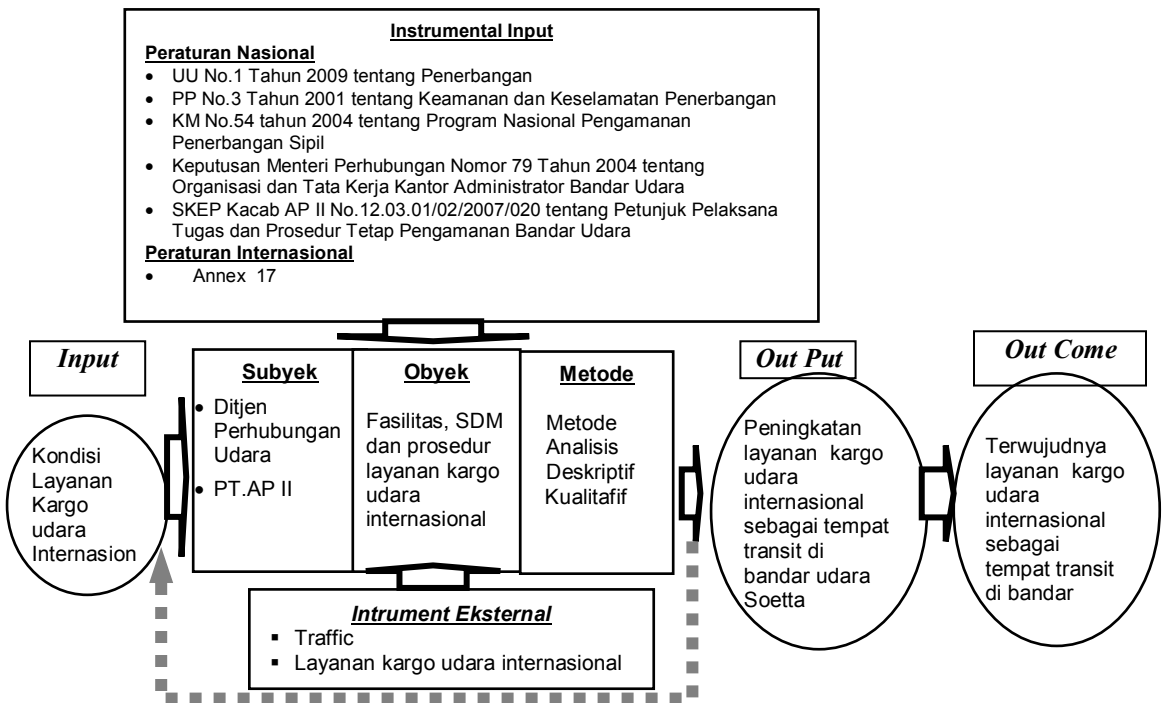 Instrumental Input
Peraturan Nasional
• UU No.1 Tahun 2009 tentang Penerbangan
• PP No.3 Tahun 2001 tentang Keamanan dan Keselamatan Penerbangan
• KM No.54 tahun 2004 tentang Program Nasional Pengamanan
Penerbangan Sipil
• Keputusan Menteri Perhubungan Nomor 79 Tahun 2004 tentang
Organisasi dan Tata Kerja Kantor Administrator Bandar Udara
• SKEP Kacab AP II No.12.03.01/02/2007/020 tentang Petunjuk Pelaksana
Tugas dan Prosedur Tetap Pengamanan Bandar Udara
Peraturan Internasional
• Annex 17
Input
Kondisi
Layanan
Kargo
udara
Internasion
Subyek
• Ditjen
Perhubungan
Udara
• PT.AP II
Obyek
Fasilitas, SDM
dan prosedur
layanan kargo
udara
internasional
Metode
Metode
Analisis
Deskriptif
Kualitafif
Intrument Eksternal
▪ Traffic
▪ Layanan kargo udara internasional
Out Put
Peningkatan
layanan kargo
udara
internasional
sebagai tempat
transit di
bandar udara
Soetta
Out Come
Terwujudnya
layanan kargo
udara
internasional
sebagai
tempat transit
di bandar